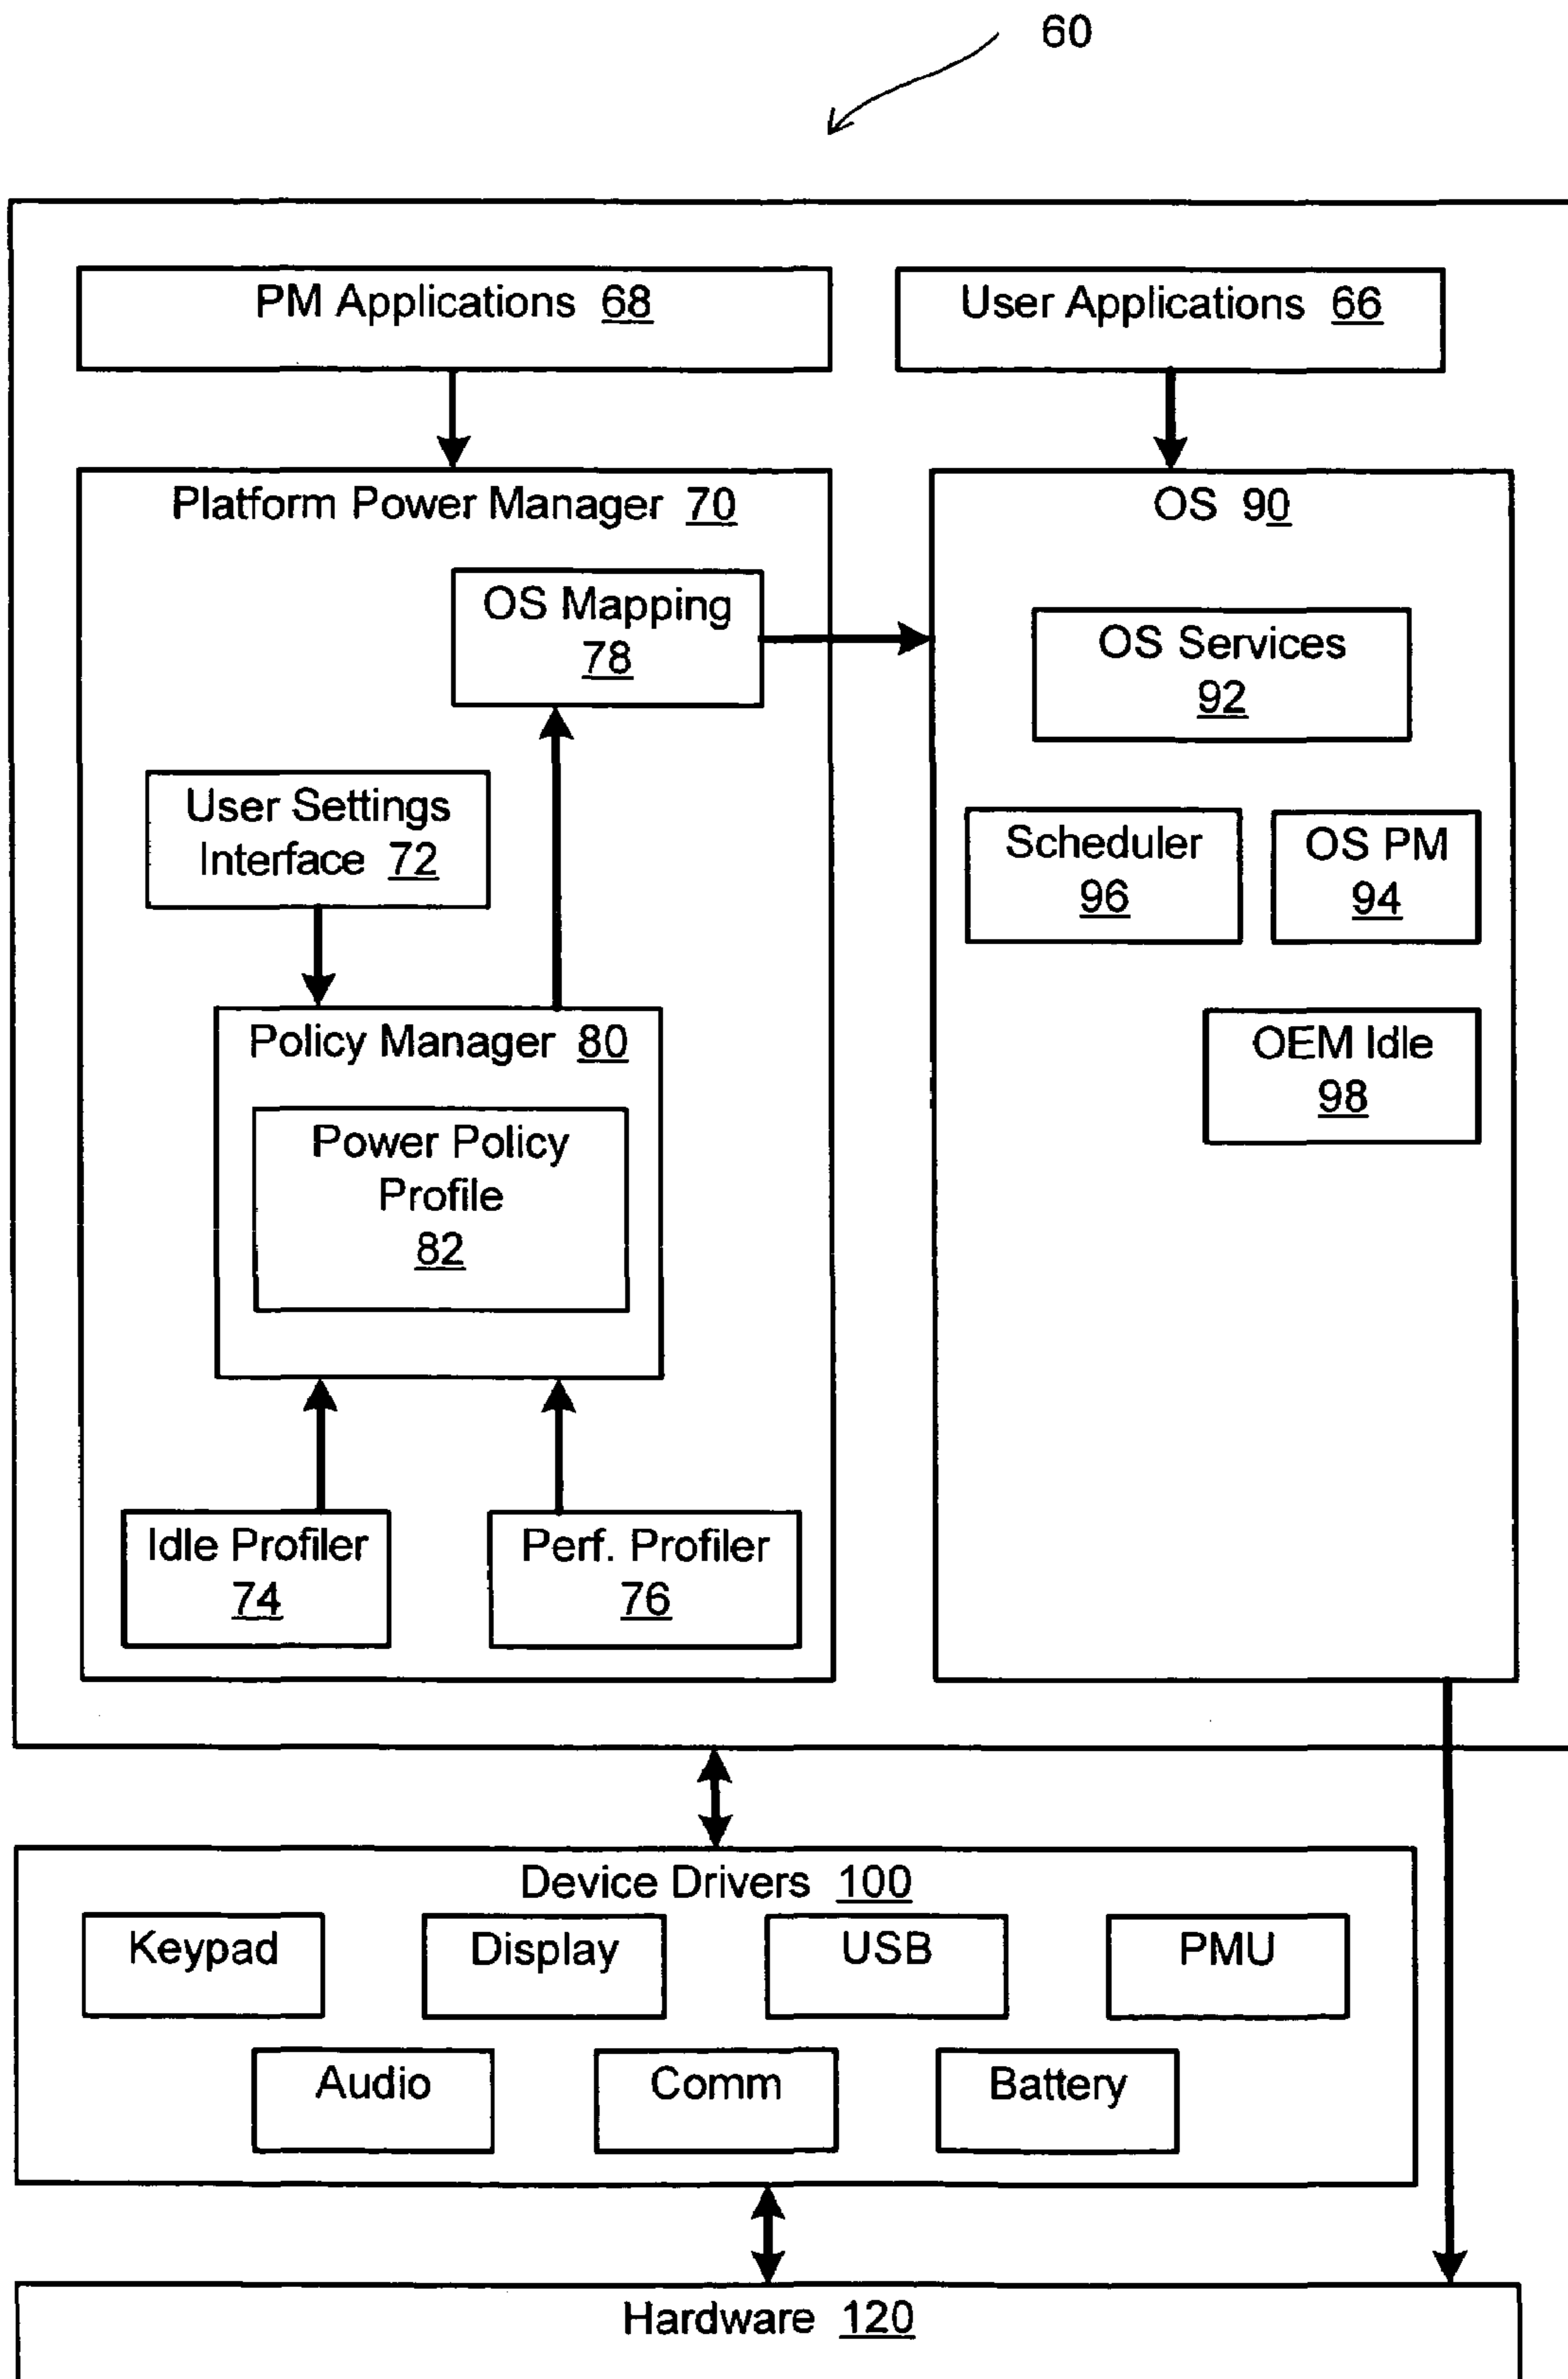 60
PM Applications 68
User Applications 66
Platform Power Manager 70
OS Mapping
78
User Settings
Interface 72
Policy Manager 80
Power Policy
Profile
82
Idle Profiler
74
Perf. Profiler
76
OS 90
OS Services
92
Scheduler
96
OS PM
94
OEM Idle
98
Device Drivers 100
Keypad
Display
USB
PMU
Audio
Comm
Battery
Hardware 120